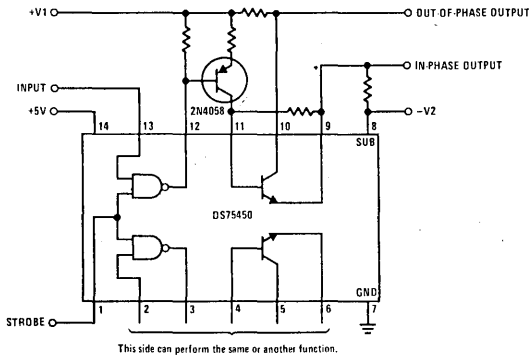 +V1
OUT-OF-PHASE OUTPUT
IN-PHASE OUTPUT
INPUT
2N4058
+5V
-V2
14 13 12 11 10 9 8
SUB
DS75450
GND
1 2 3 4 5 6 7
STROBE
This side can perform the same or another function.